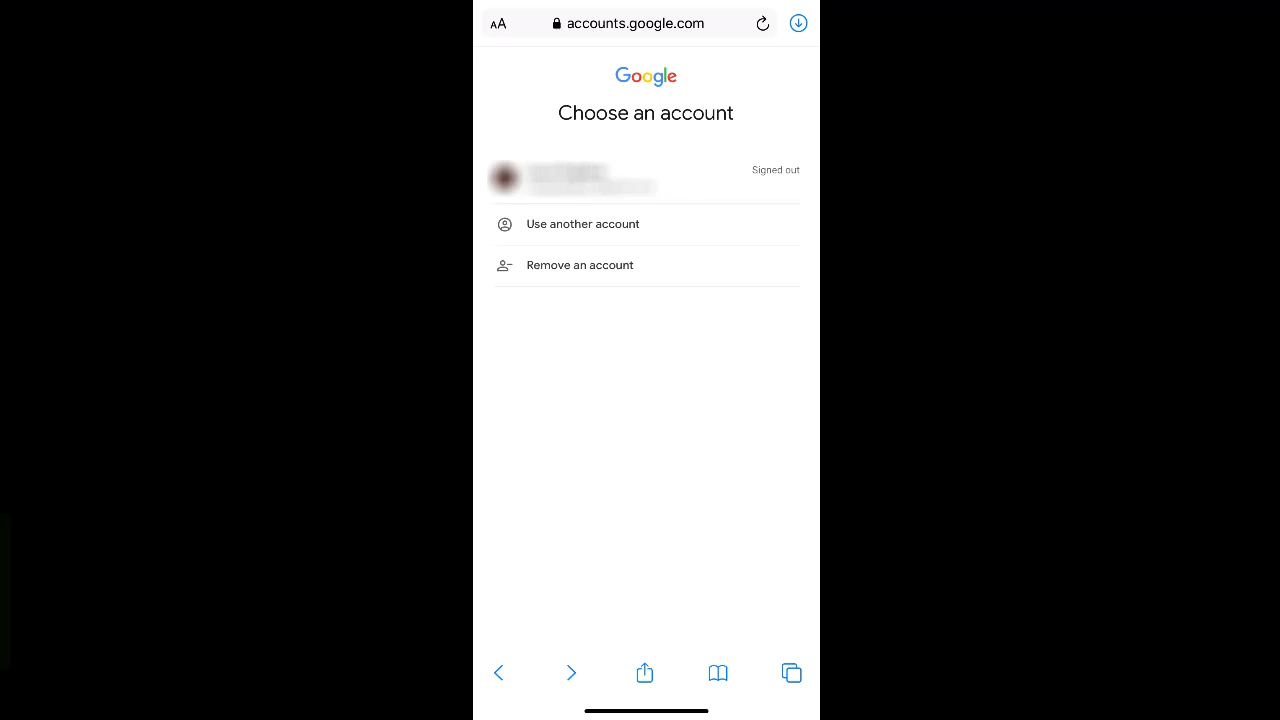 AA accounts.google.com
Google
Choose an account
Signed out
Use another account
Remove an account